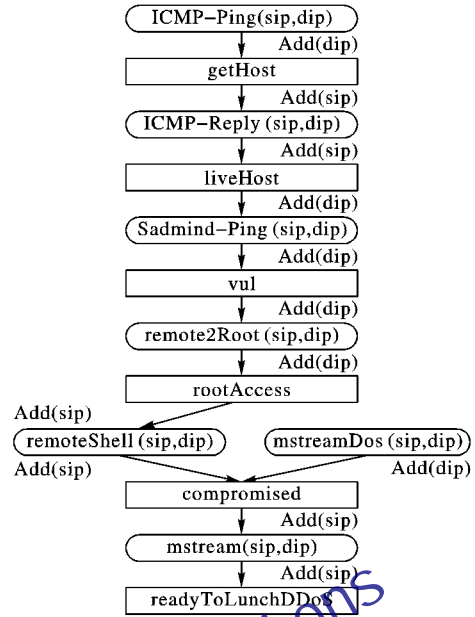 ICMP-Ping(sip,dip)
Add(dip)
getHost
Add(sip)
ICMP-Reply (sip,dip)
Add(sip)
liveHost
Add(dip)
Sadmind-Ping (sip,dip)
Add(dip)
vul
Add(dip)
remote2Root (sip,dip)
Add(dip)
rootAccess
Add(sip)
remoteShell (sip,dip)
mstreamDos (sip,dip)
Add(sip)
Add(dip)
compromised
Add(sip)
mstream(sip,dip)
Add(sip)
readyToLunchDDoS